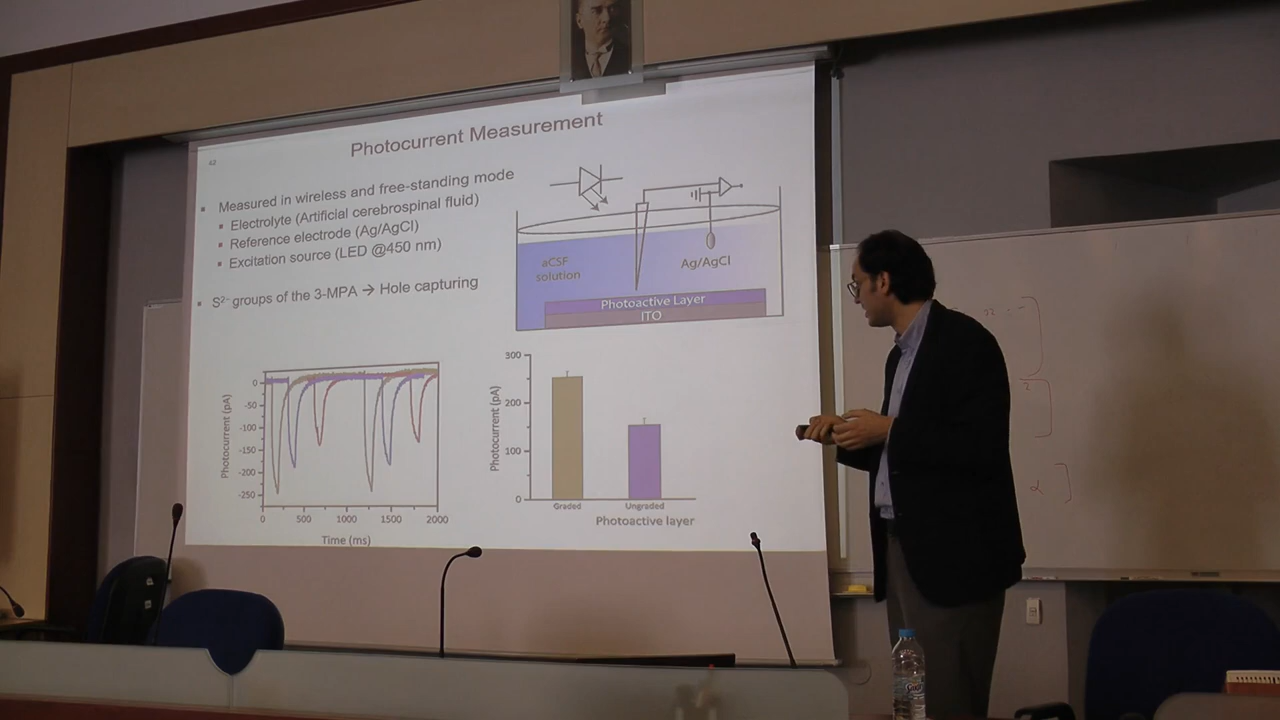 Photocurrent Measurement
42
Measured in wireless and free-standing mode
Electrolyte (Artificial cerebrospinal fluid)
Reference electrode (Ag/AgCl)
Excitation source (LED @450 nm)
S²⁻ groups of the 3-MPA → Hole capturing
aCSF
solution
Ag/AgCl
Photoactive Layer
ITO
Photocurrent (pA)
0
-50
-100
-150
-200
-250
0 500 1000 1500 2000
Time (ms)
Photocurrent (pA)
300
200
100
0
Graded Ungraded
Photoactive layer